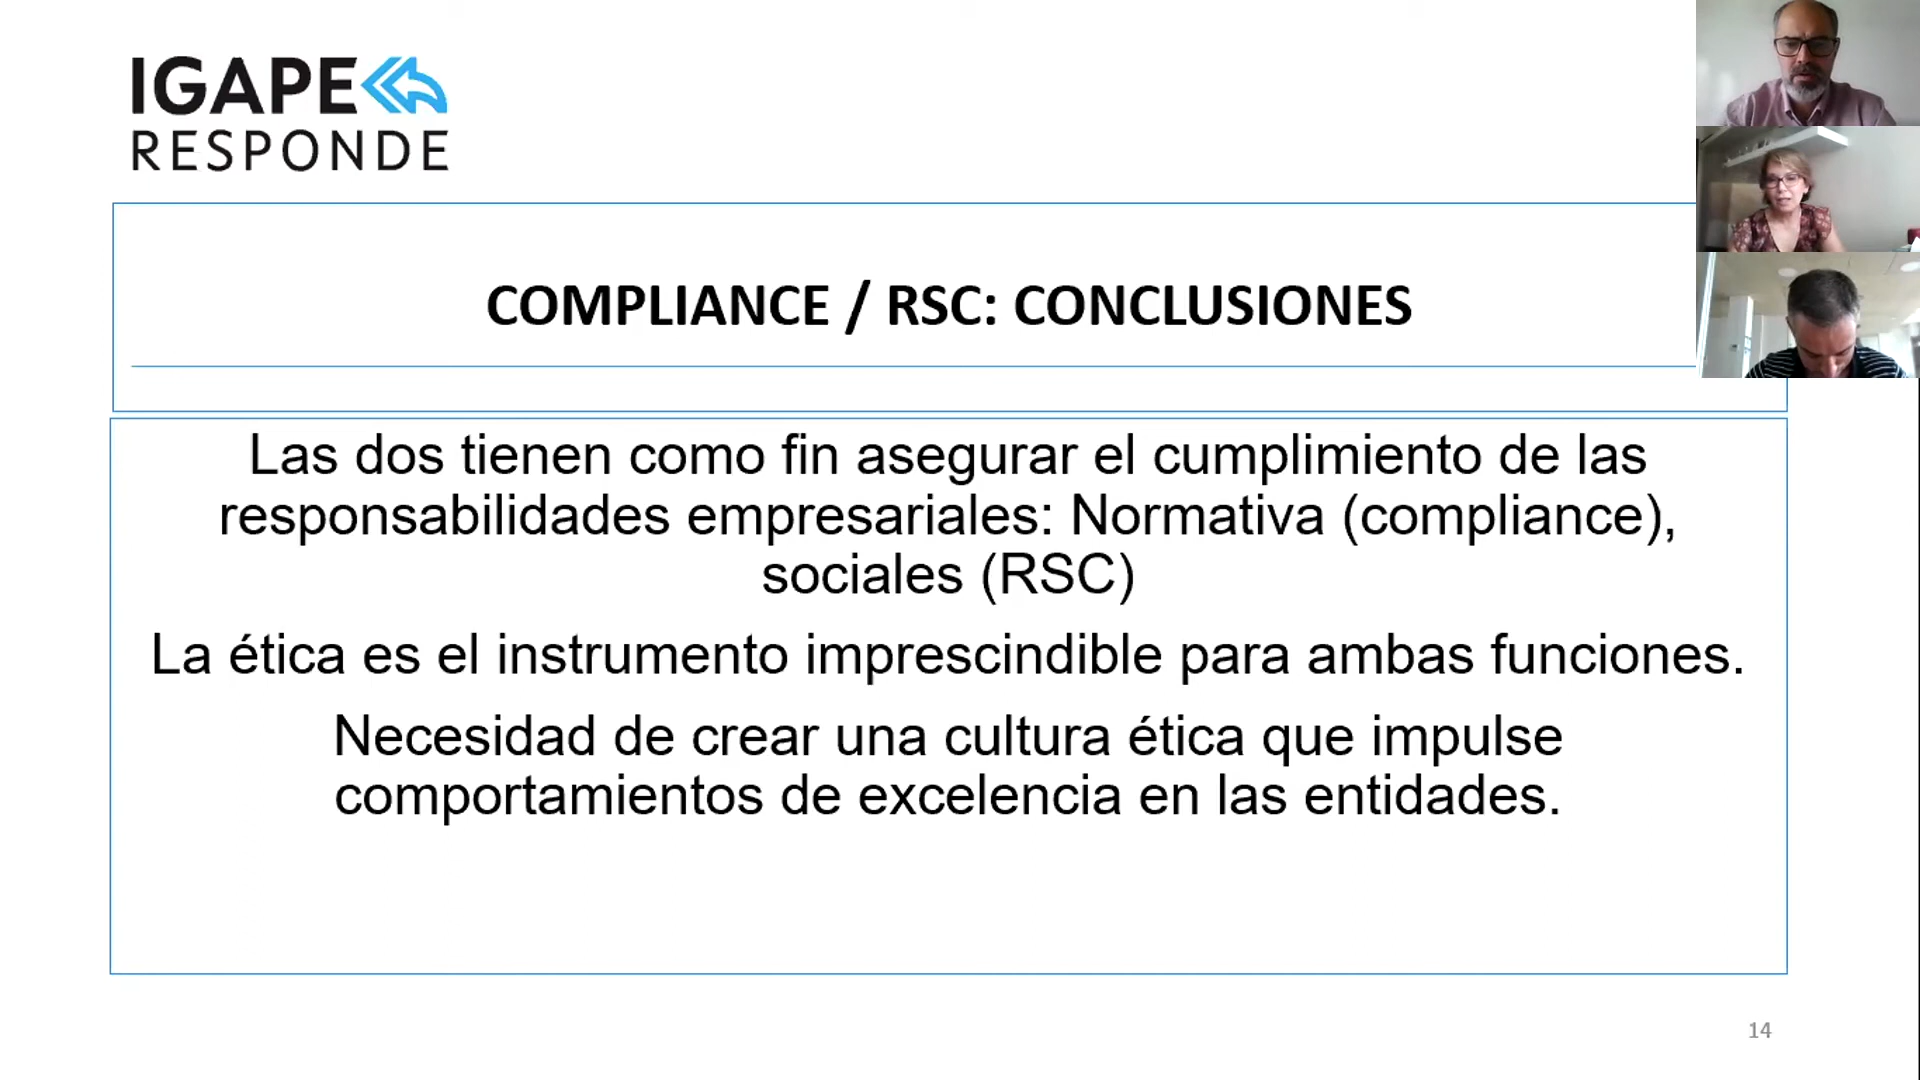 IGAPE
RESPONDE
COMPLIANCE / RSC: CONCLUSIONES
Las dos tienen como fin asegurar el cumplimiento de las
responsabilidades empresariales: Normativa (compliance),
sociales (RSC)
La ética es el instrumento imprescindible para ambas funciones.
Necesidad de crear una cultura ética que impulse
comportamientos de excelencia en las entidades.
14